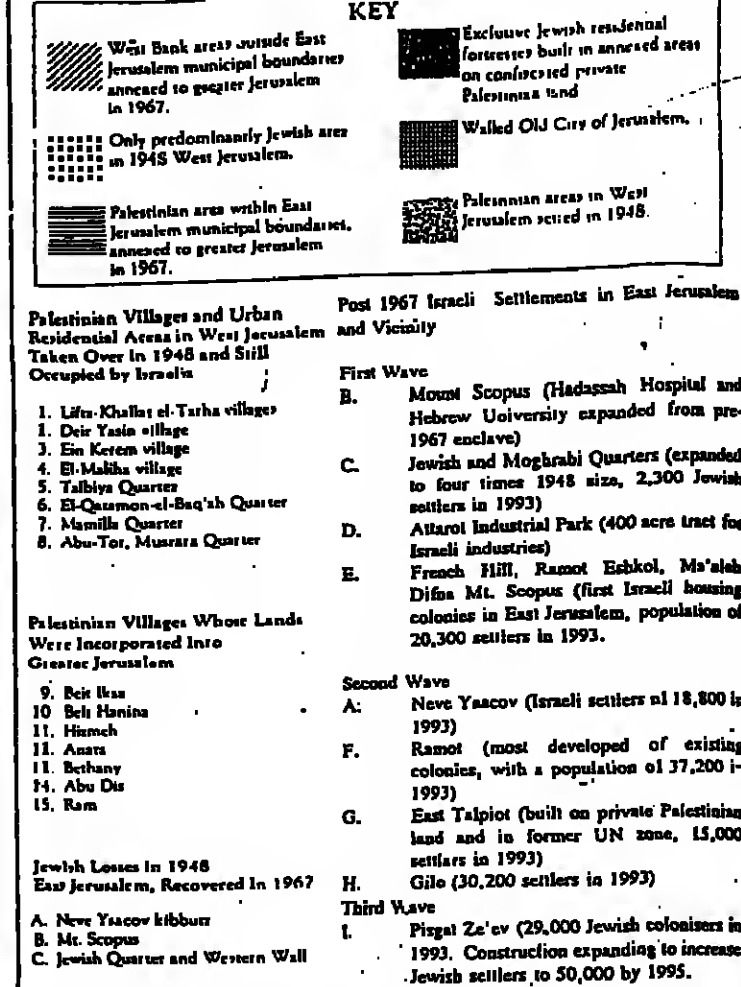 KEY
West Bank areas outside East
Jerusalem municipal boundaries
annexed to greater Jerusalem
in 1967.
Only predominantly Jewish area
in 1948 West Jerusalem.
Palestinian area within East
Jerusalem municipal boundaries,
annexed to greater Jerusalem
in 1967.
Exclusive Jewish residential
fortresses built in annexed areas
on confiscated private
Palestinian land
Walled Old City of Jerusalem.
Palestinian areas in West
Jerusalem seized in 1948.
Palestinian Villages and Urban
Residential Areas in West Jerusalem
Taken Over In 1948 and Still
Occupied by Israelis
1. Lifta-Khallat el-Tarha villages
1. Deir Yasin village
3. Ein Kerem village
4. El-Maliha village
5. Talbiya Quarter
6. El-Qatamon-el-Baq'ah Quarter
7. Mamilla Quarter
8. Abu-Tor, Musrara Quarter
Palestinian Villages Whose Lands
Were Incorporated Into
Greater Jerusalem
9. Beit Iksa
10 Beit Hanina
11. Hizmeh
11. Anata
11. Bethany
14. Abu Dis
15. Ram
Jewish Losses In 1948
East Jerusalem, Recovered In 1967
A. Neve Yaacov kibbutz
B. Mt. Scopus
C. Jewish Quarter and Western Wall
Post 1967 Israeli Settlements in East Jerusalem
and Vicinity
First Wave
B. Mount Scopus (Hadassah Hospital and
Hebrew University expanded from pre-
1967 enclave)
C. Jewish and Moghrabi Quarters (expanded
to four times 1948 size, 2,300 Jewish
settlers in 1993)
D. Attarot Industrial Park (400 acre tract for
Israeli industries)
E. French Hill, Ramot Eshkol, Ma'aleh
Difna Mt. Scopus (first Israeli housing
colonies in East Jerusalem, population of
20,300 settlers in 1993.
Second Wave
A: Neve Yaacov (Israeli settlers of 18,800 in
1993)
F. Ramot (most developed of existing
colonies, with a population of 37,200 i-
1993)
G. East Talpiot (built on private Palestinian
land and in former UN zone, 15,000
settlers in 1993)
H. Gilo (30,200 settlers in 1993)
Third Wave
I. Pisgat Ze'ev (29,000 Jewish colonisers in
1993. Construction expanding to increase
Jewish settlers to 50,000 by 1995.